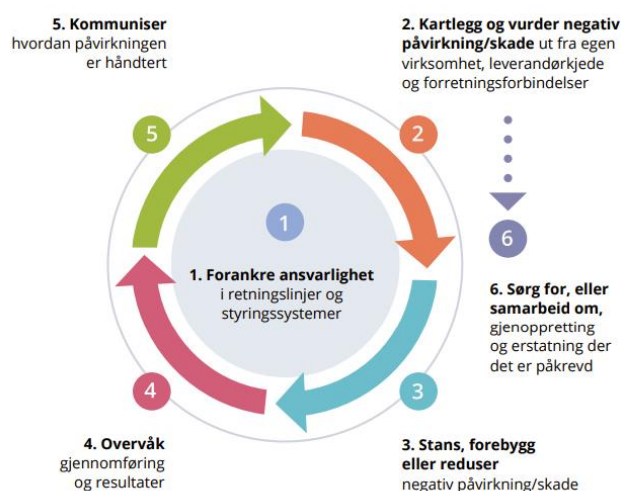 5. Kommuniser
hvordan påvirkningen
er håndtert
2. Kartlegg og vurder negativ
påvirkning/skade ut fra egen
virksomhet, leverandørkjede
og forretningsforbindelser
5
2
1
6
1. Forankre ansvarlighet
i retningslinjer og
styringssystemer
6. Sørg for, eller
samarbeid om,
gjenoppretting
og erstatning der
det er påkrevd
4
3
4. Overvåk
gjennomføring
og resultater
3. Stans, forebygg
eller reduser
negativ påvirkning/skade